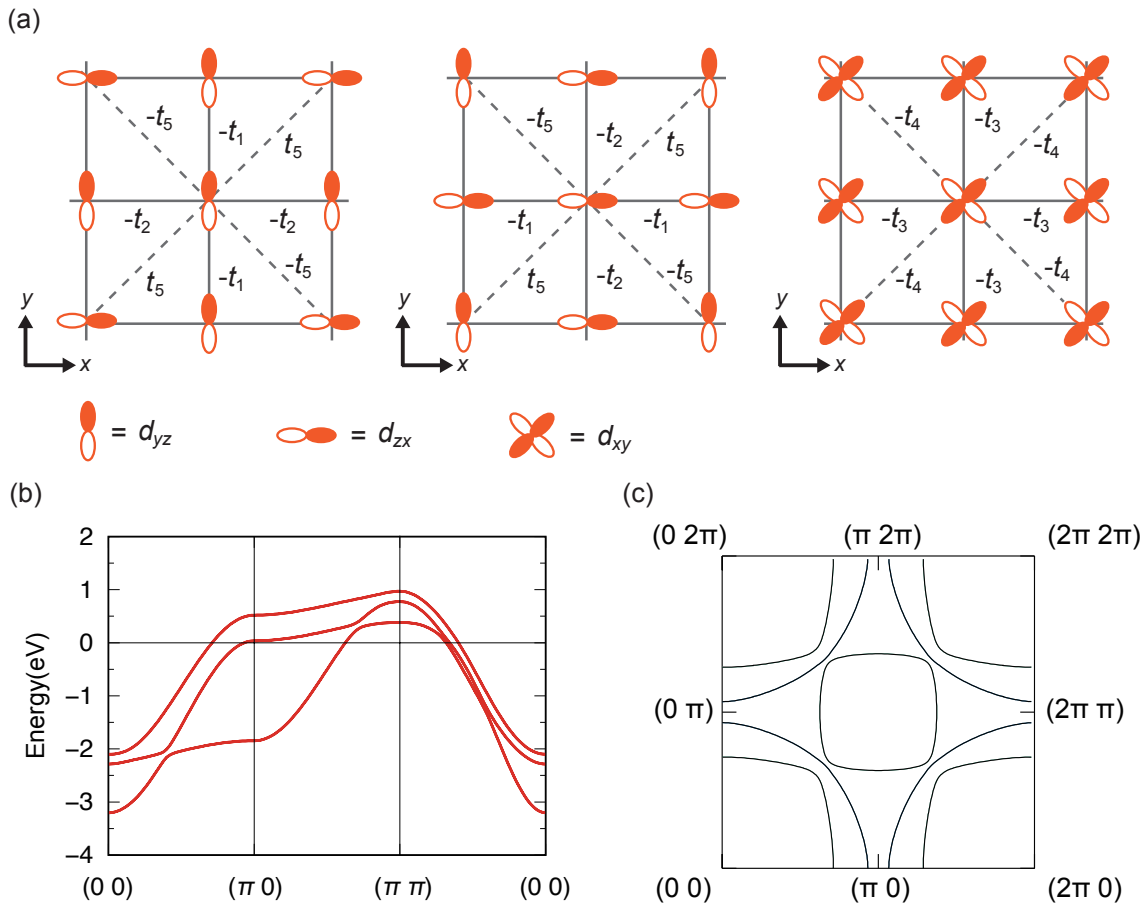 (a)
-t5 -t1 t5
-t2 -t2
t5 -t1 -t5
y
x
-t5 -t2 t5
-t1 -t1
t5 -t2 -t5
y
x
-t4 -t3 -t4
-t3 -t3
-t4 -t3 -t4
y
x
= dyz
= dzx
= dxy
(b)
Energy(eV)
2
1
0
−1
−2
−3
−4
(0 0) (π 0) (π π) (0 0)
(c)
(0 2π) (π 2π) (2π 2π)
(0 π) (2π π)
(0 0) (π 0) (2π 0)